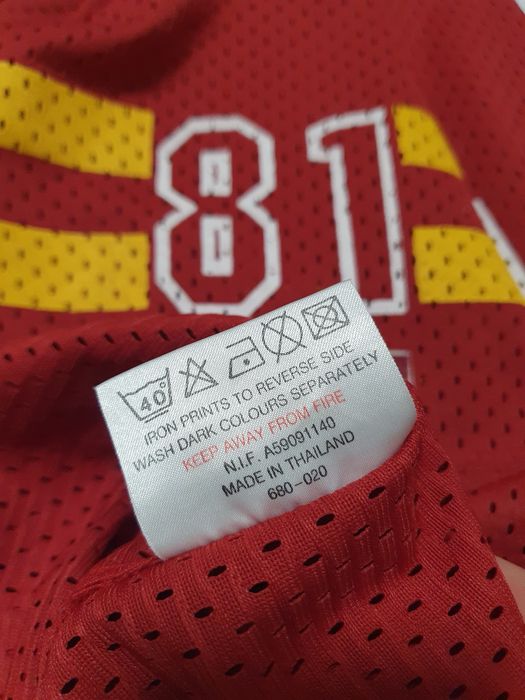 81
40°
IRON PRINTS TO REVERSE SIDE
WASH DARK COLOURS SEPARATELY
KEEP AWAY FROM FIRE
N.I.F. A59091140
MADE IN THAILAND
680-020